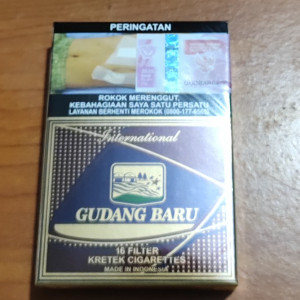 PERINGATAN
ROKOK MERENGGUT
KEBAHAGIAAN SAYA SATU PERSATU
LAYANAN BERHENTI MEROKOK (0800-177-6565)
International
GUDANG BARU
16 FILTER
KRETEK CIGARETTES
MADE IN INDONESIA